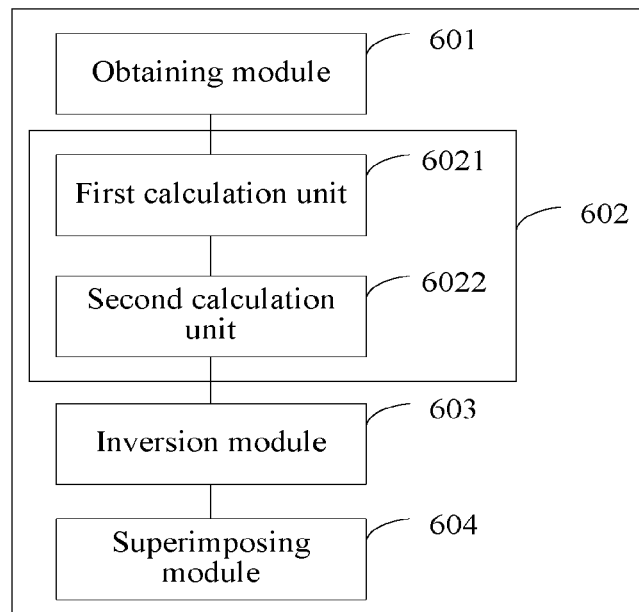 601
Obtaining module
6021
First calculation unit
602
6022
Second calculation
unit
603
Inversion module
604
Superimposing
module